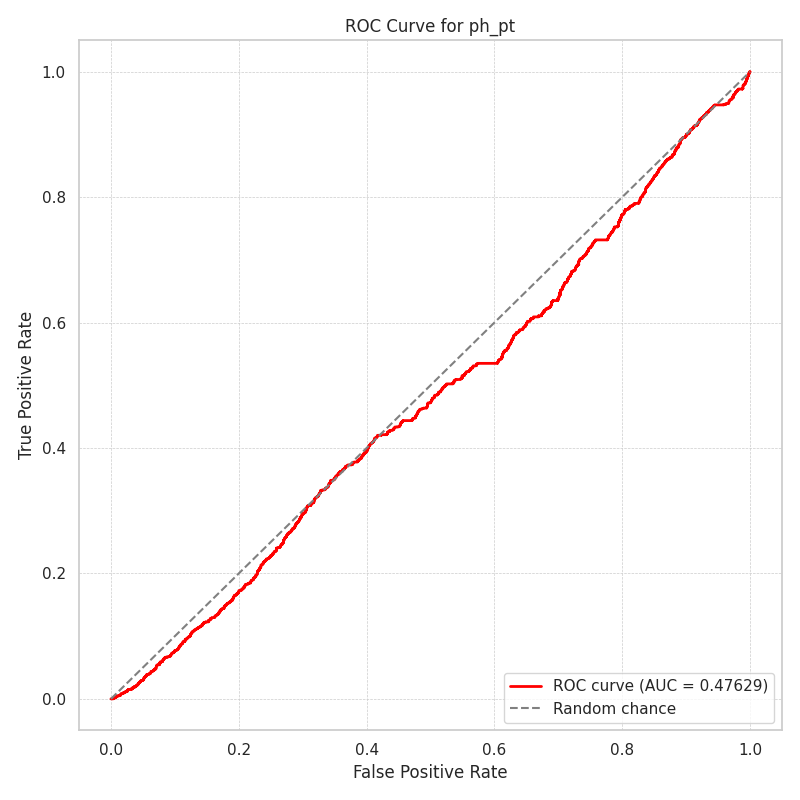 ROC Curve for ph_pt
True Positive Rate
1.0
0.8
0.6
0.4
0.2
0.0
0.0 0.2 0.4 0.6 0.8 1.0
False Positive Rate
ROC curve (AUC = 0.47629)
Random chance